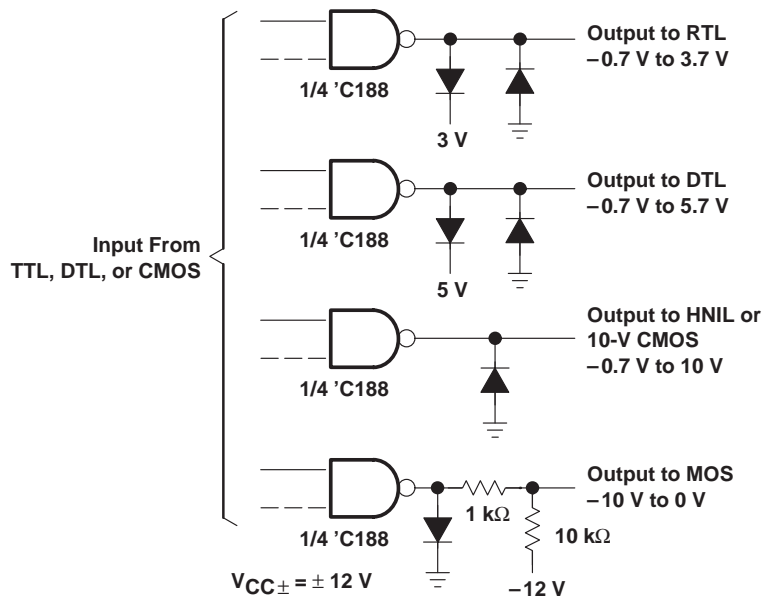 Output to RTL
–0.7 V to 3.7 V
1/4 ’C188
3 V
Output to DTL
–0.7 V to 5.7 V
1/4 ’C188
5 V
Input From
TTL, DTL, or CMOS
Output to HNIL or
10-V CMOS
–0.7 V to 10 V
1/4 ’C188
Output to MOS
–10 V to 0 V
1 kΩ
1/4 ’C188
10 kΩ
VCC± = ± 12 V
–12 V